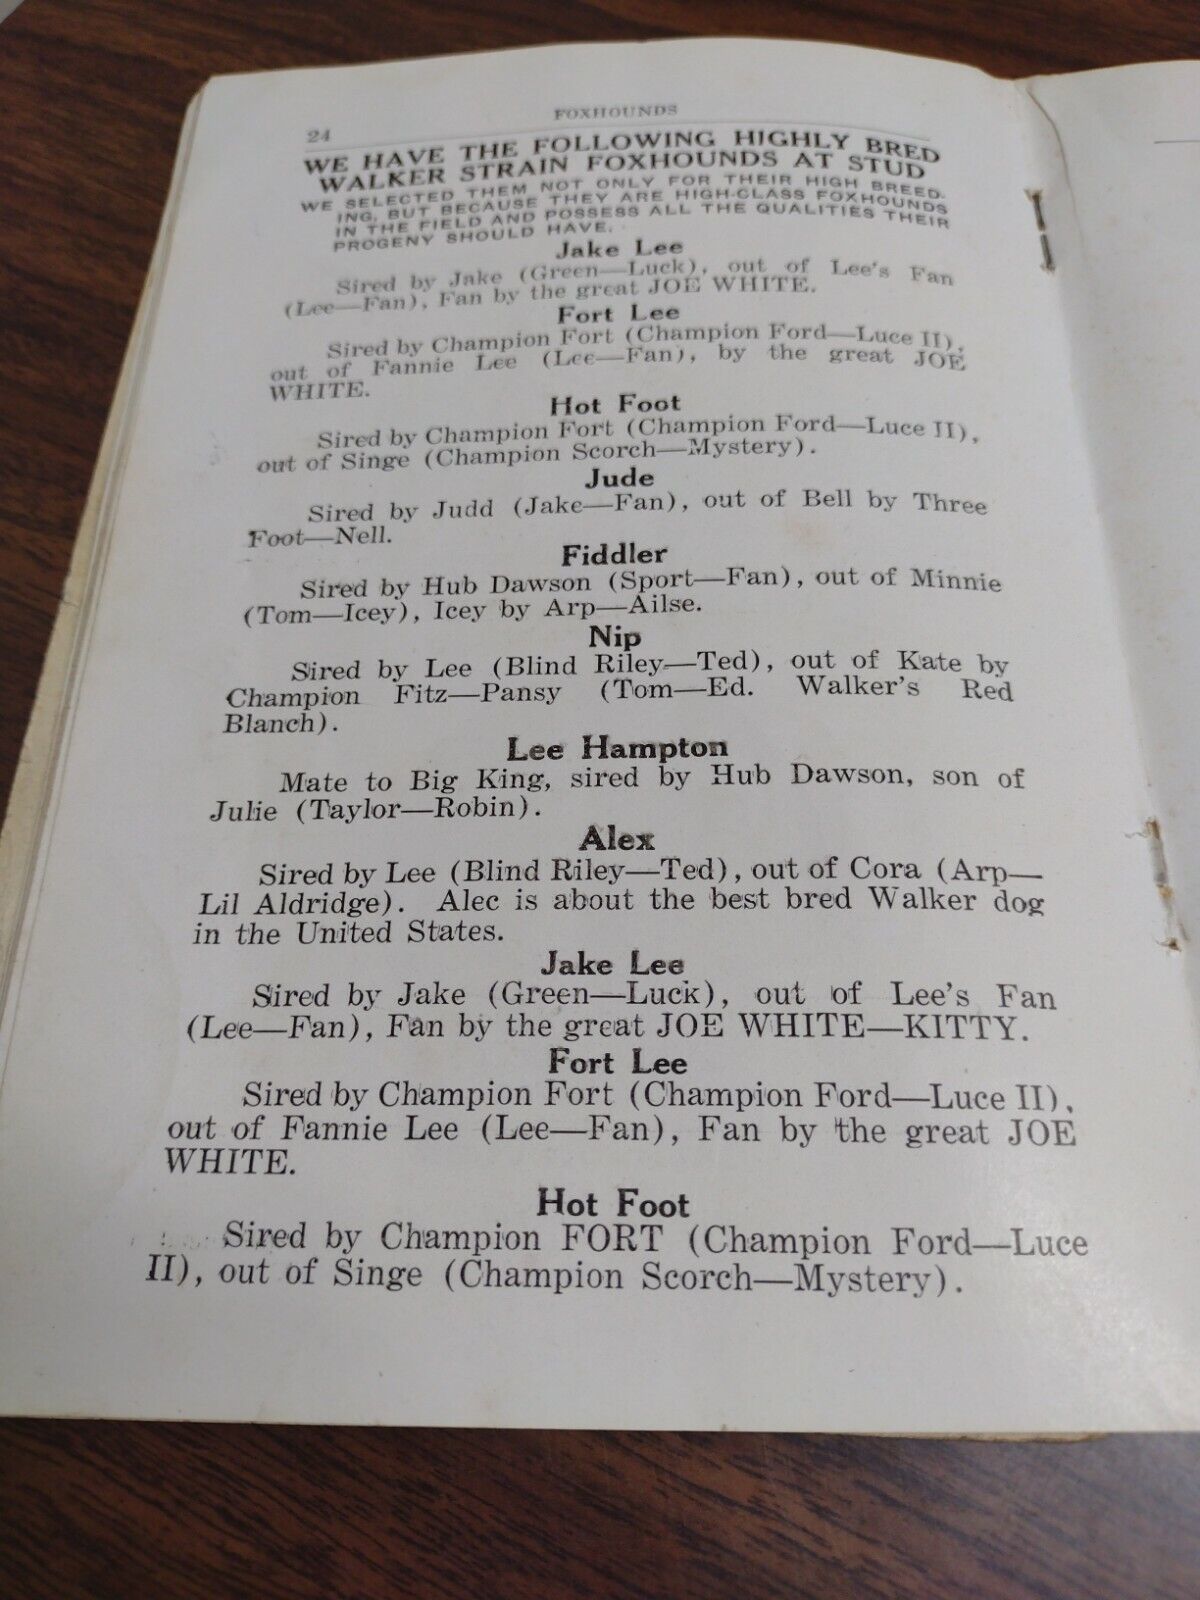 FOXHOUNDS
24
WE HAVE THE FOLLOWING HIGHLY BRED
WALKER STRAIN FOXHOUNDS AT STUD
WE SELECTED THEM NOT ONLY FOR THEIR HIGH BREED-
ING, BUT BECAUSE THEY ARE HIGH-CLASS FOXHOUNDS
IN THE FIELD AND POSSESS ALL THE QUALITIES THEIR
PROGENY SHOULD HAVE.
Jake Lee
Sired by Jake (Green—Luck), out of Lee's Fan
(Lee—Fan), Fan by the great JOE WHITE.
Fort Lee
Sired by Champion Fort (Champion Ford—Luce II),
out of Fannie Lee (Lee—Fan), by the great JOE
WHITE.
Hot Foot
Sired by Champion Fort (Champion Ford—Luce II),
out of Singe (Champion Scorch—Mystery).
Jude
Sired by Judd (Jake—Fan), out of Bell by Three
Foot—Nell.
Fiddler
Sired by Hub Dawson (Sport—Fan), out of Minnie
(Tom—Icey), Icey by Arp—Ailse.
Nip
Sired by Lee (Blind Riley—Ted), out of Kate by
Champion Fitz—Pansy (Tom—Ed. Walker's Red
Blanch).
Lee Hampton
Mate to Big King, sired by Hub Dawson, son of
Julie (Taylor—Robin).
Alex
Sired by Lee (Blind Riley—Ted), out of Cora (Arp—
Lil Aldridge). Alec is about the best bred Walker dog
in the United States.
Jake Lee
Sired by Jake (Green—Luck), out of Lee's Fan
(Lee—Fan), Fan by the great JOE WHITE—KITTY.
Fort Lee
Sired by Champion Fort (Champion Ford—Luce II),
out of Fannie Lee (Lee—Fan), Fan by the great JOE
WHITE.
Hot Foot
Sired by Champion FORT (Champion Ford—Luce
II), out of Singe (Champion Scorch—Mystery).